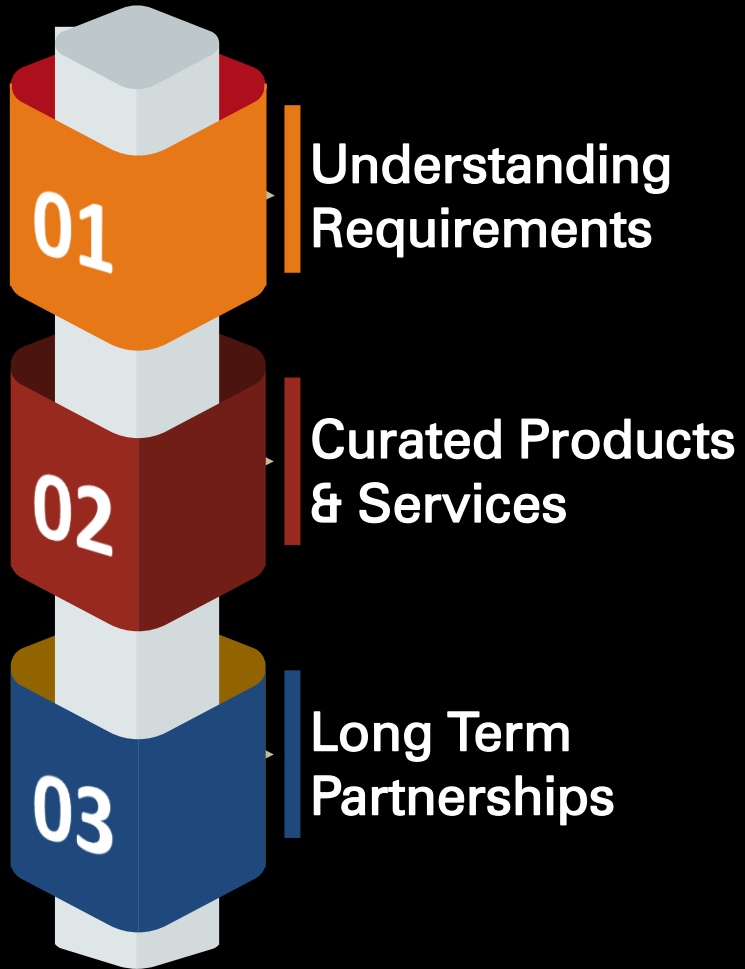 01
Understanding
Requirements
02
Curated Products
& Services
03
Long Term
Partnerships